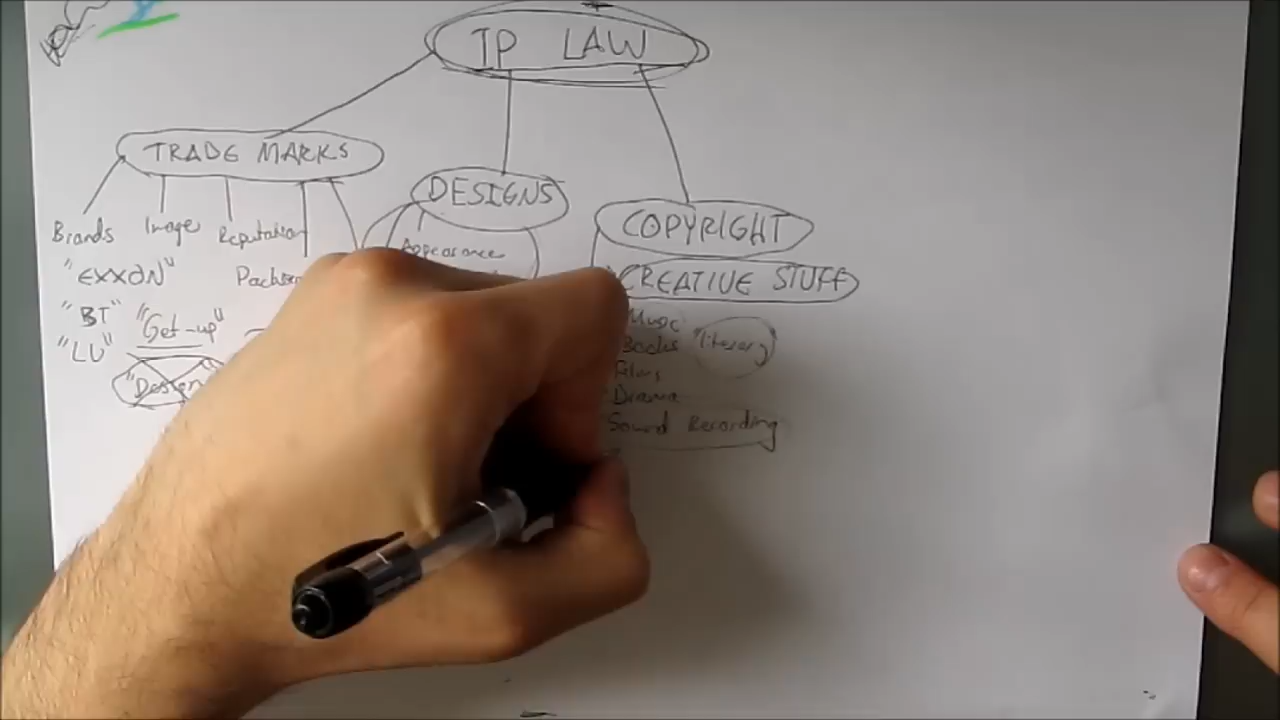 IP LAW
TRADE MARKS
DESIGNS
COPYRIGHT
Brands Image Reputation
Appearance
"EXXON"
CREATIVE STUFF
"BT" "Get-up"
Music
"LU"
Books "literary"
"Design
Films
Drama
Sound Recording